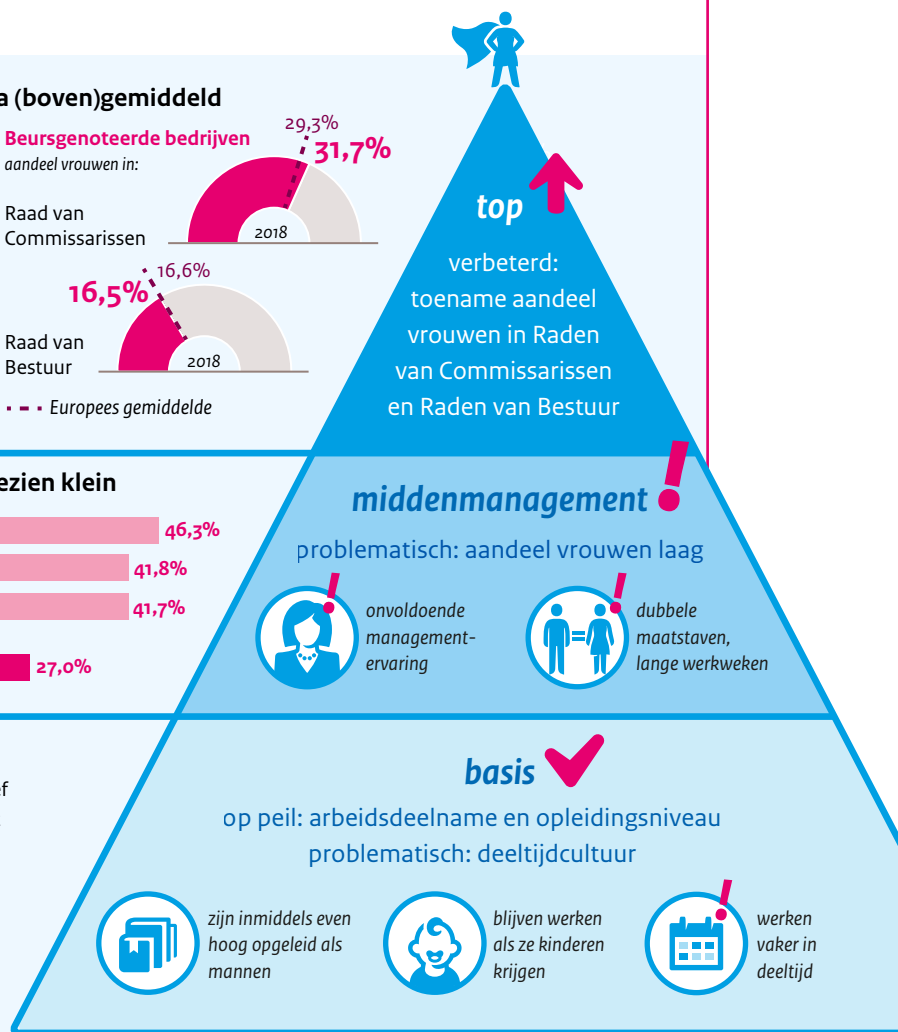 a (boven)gemiddeld
Beursgenoteerde bedrijven
aandeel vrouwen in:
29,3%
31,7%
Raad van
Commissarissen
2018
16,6%
16,5%
Raad van
Bestuur
2018
Europees gemiddelde
top
verbeterd:
toename aandeel
vrouwen in Raden
van Commissarissen
en Raden van Bestuur
ezien klein
46,3%
41,8%
41,7%
27,0%
middenmanagement
problematisch: aandeel vrouwen laag
onvoldoende
management-
ervaring
dubbele
maatstaven,
lange werkweken
ef
basis
op peil: arbeidsdeelname en opleidingsniveau
problematisch: deeltijdcultuur
zijn inmiddels even
hoog opgeleid als
mannen
blijven werken
als ze kinderen
krijgen
werken
vaker in
deeltijd